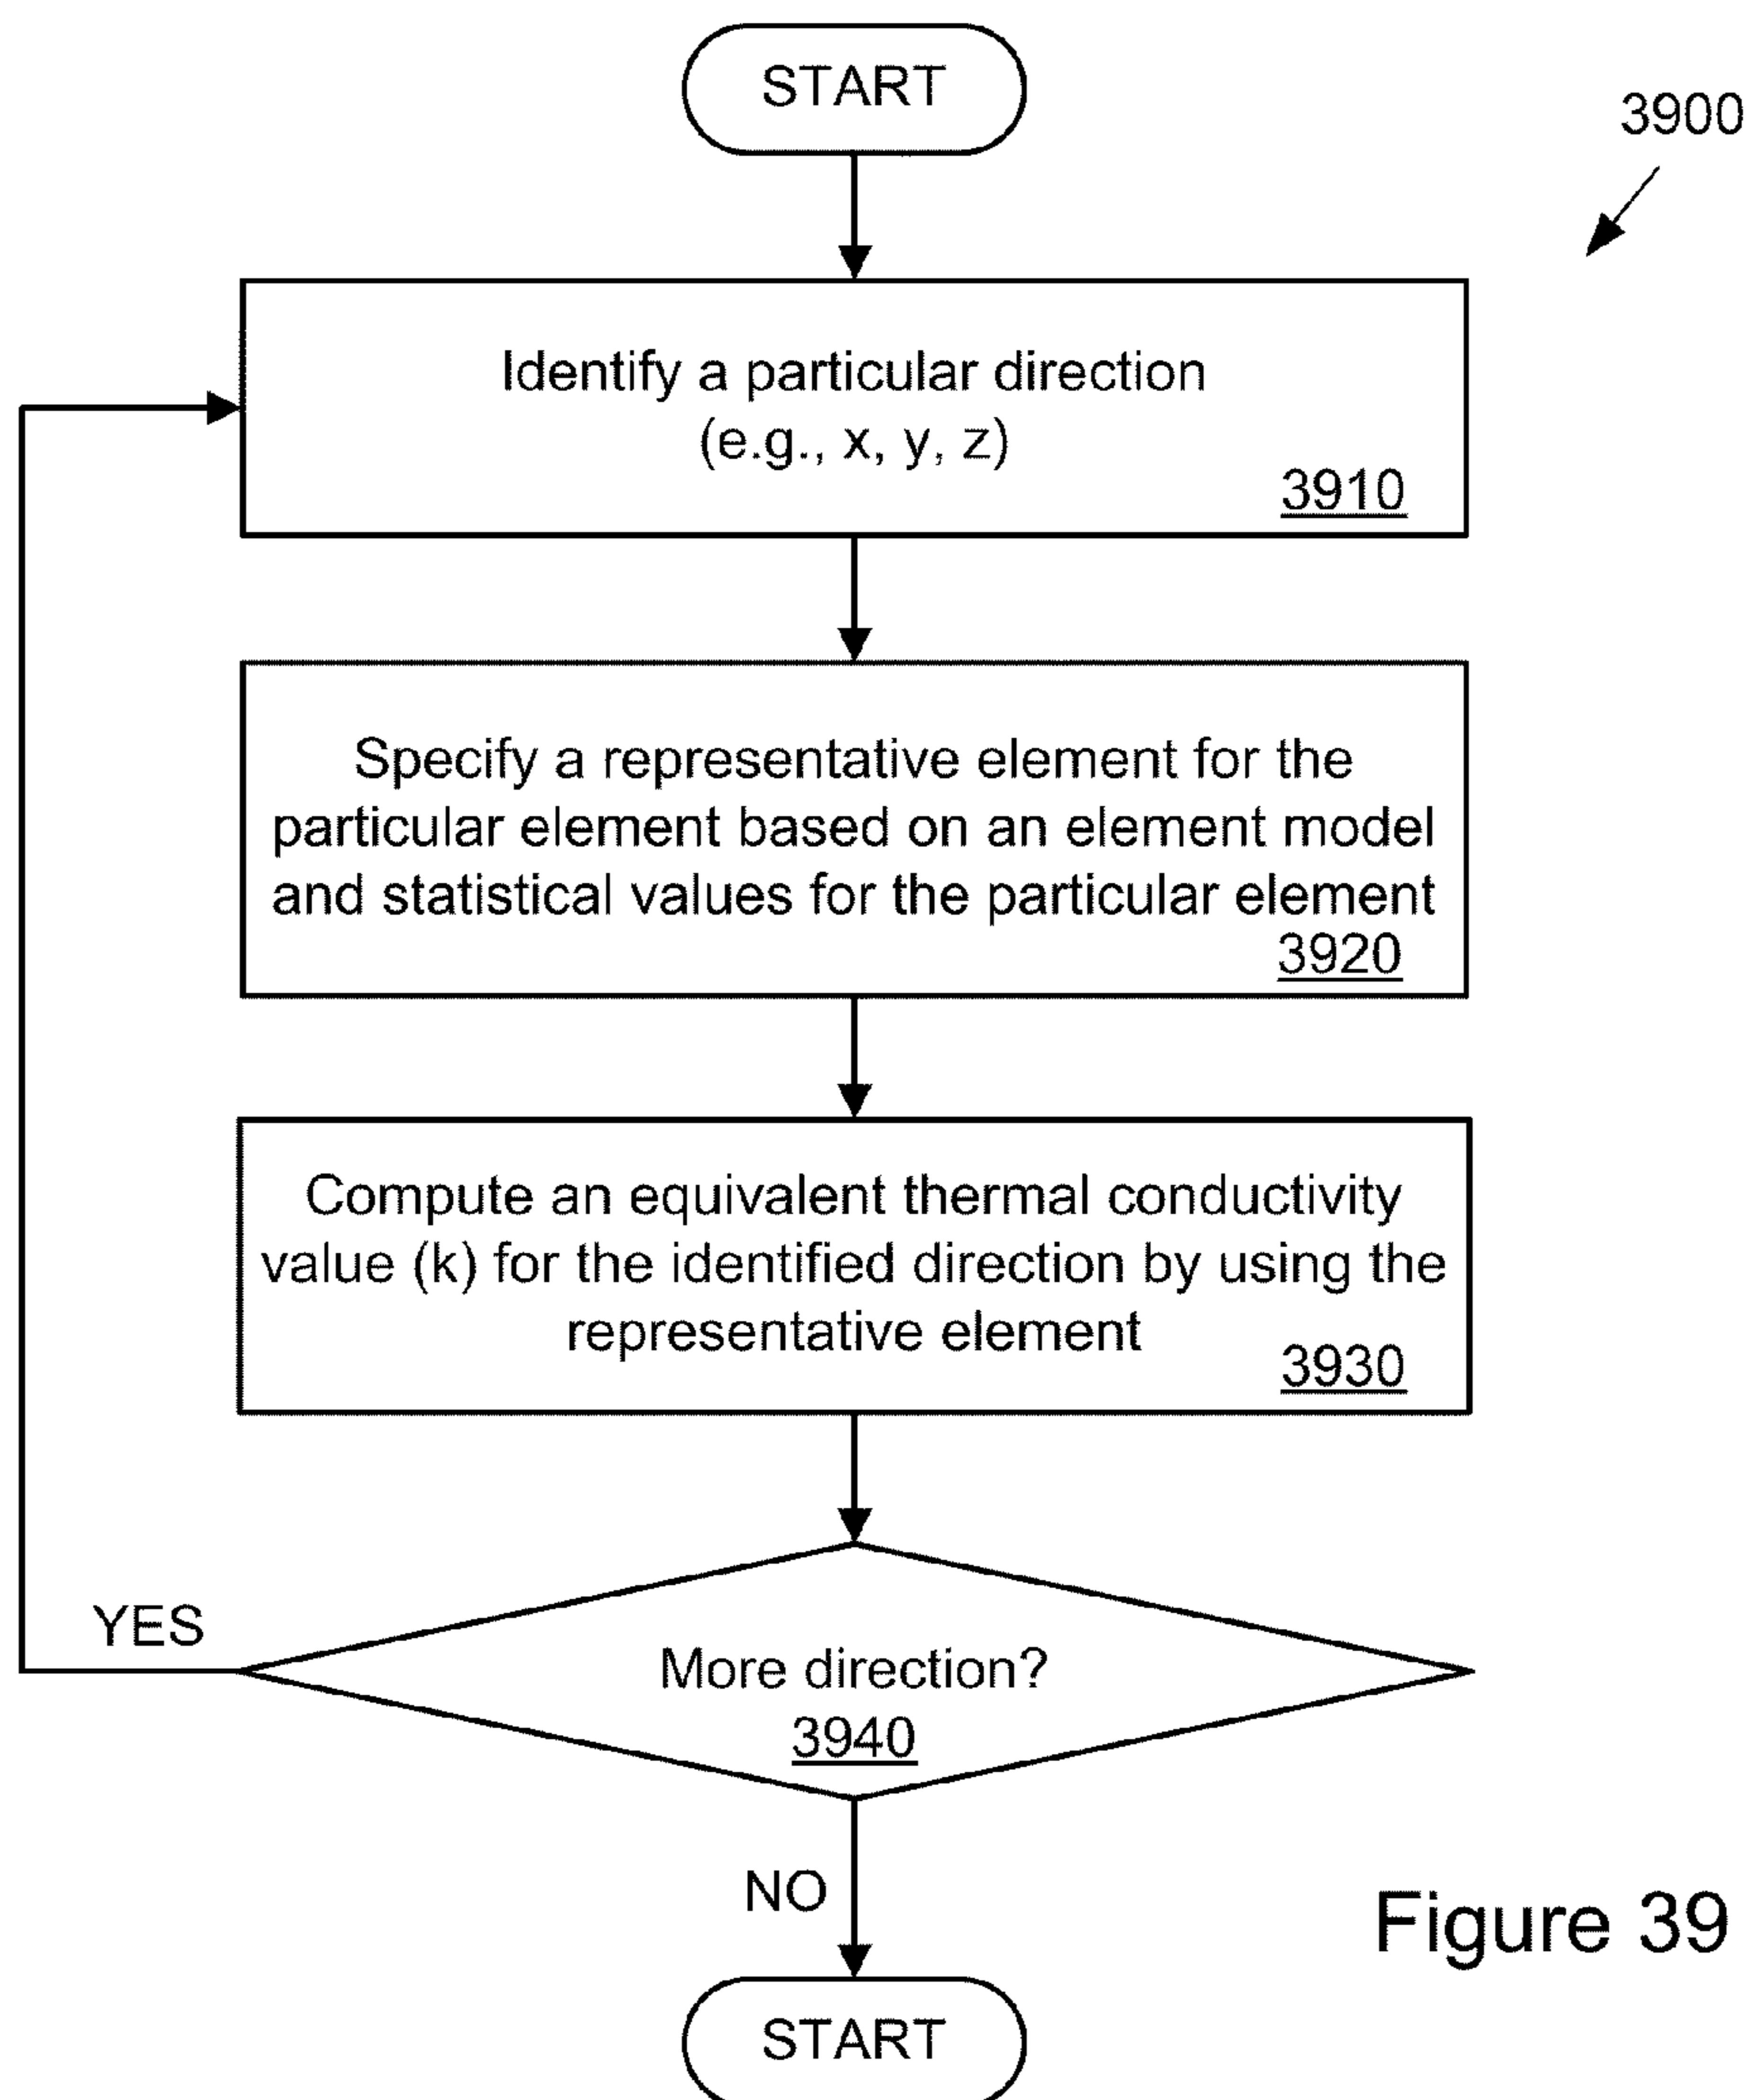 START
3900
Identify a particular direction
(e.g., x, y, z)
3910
Specify a representative element for the
particular element based on an element model
and statistical values for the particular element
3920
Compute an equivalent thermal conductivity
value (k) for the identified direction by using the
representative element
3930
YES
More direction?
3940
NO
Figure 39
START